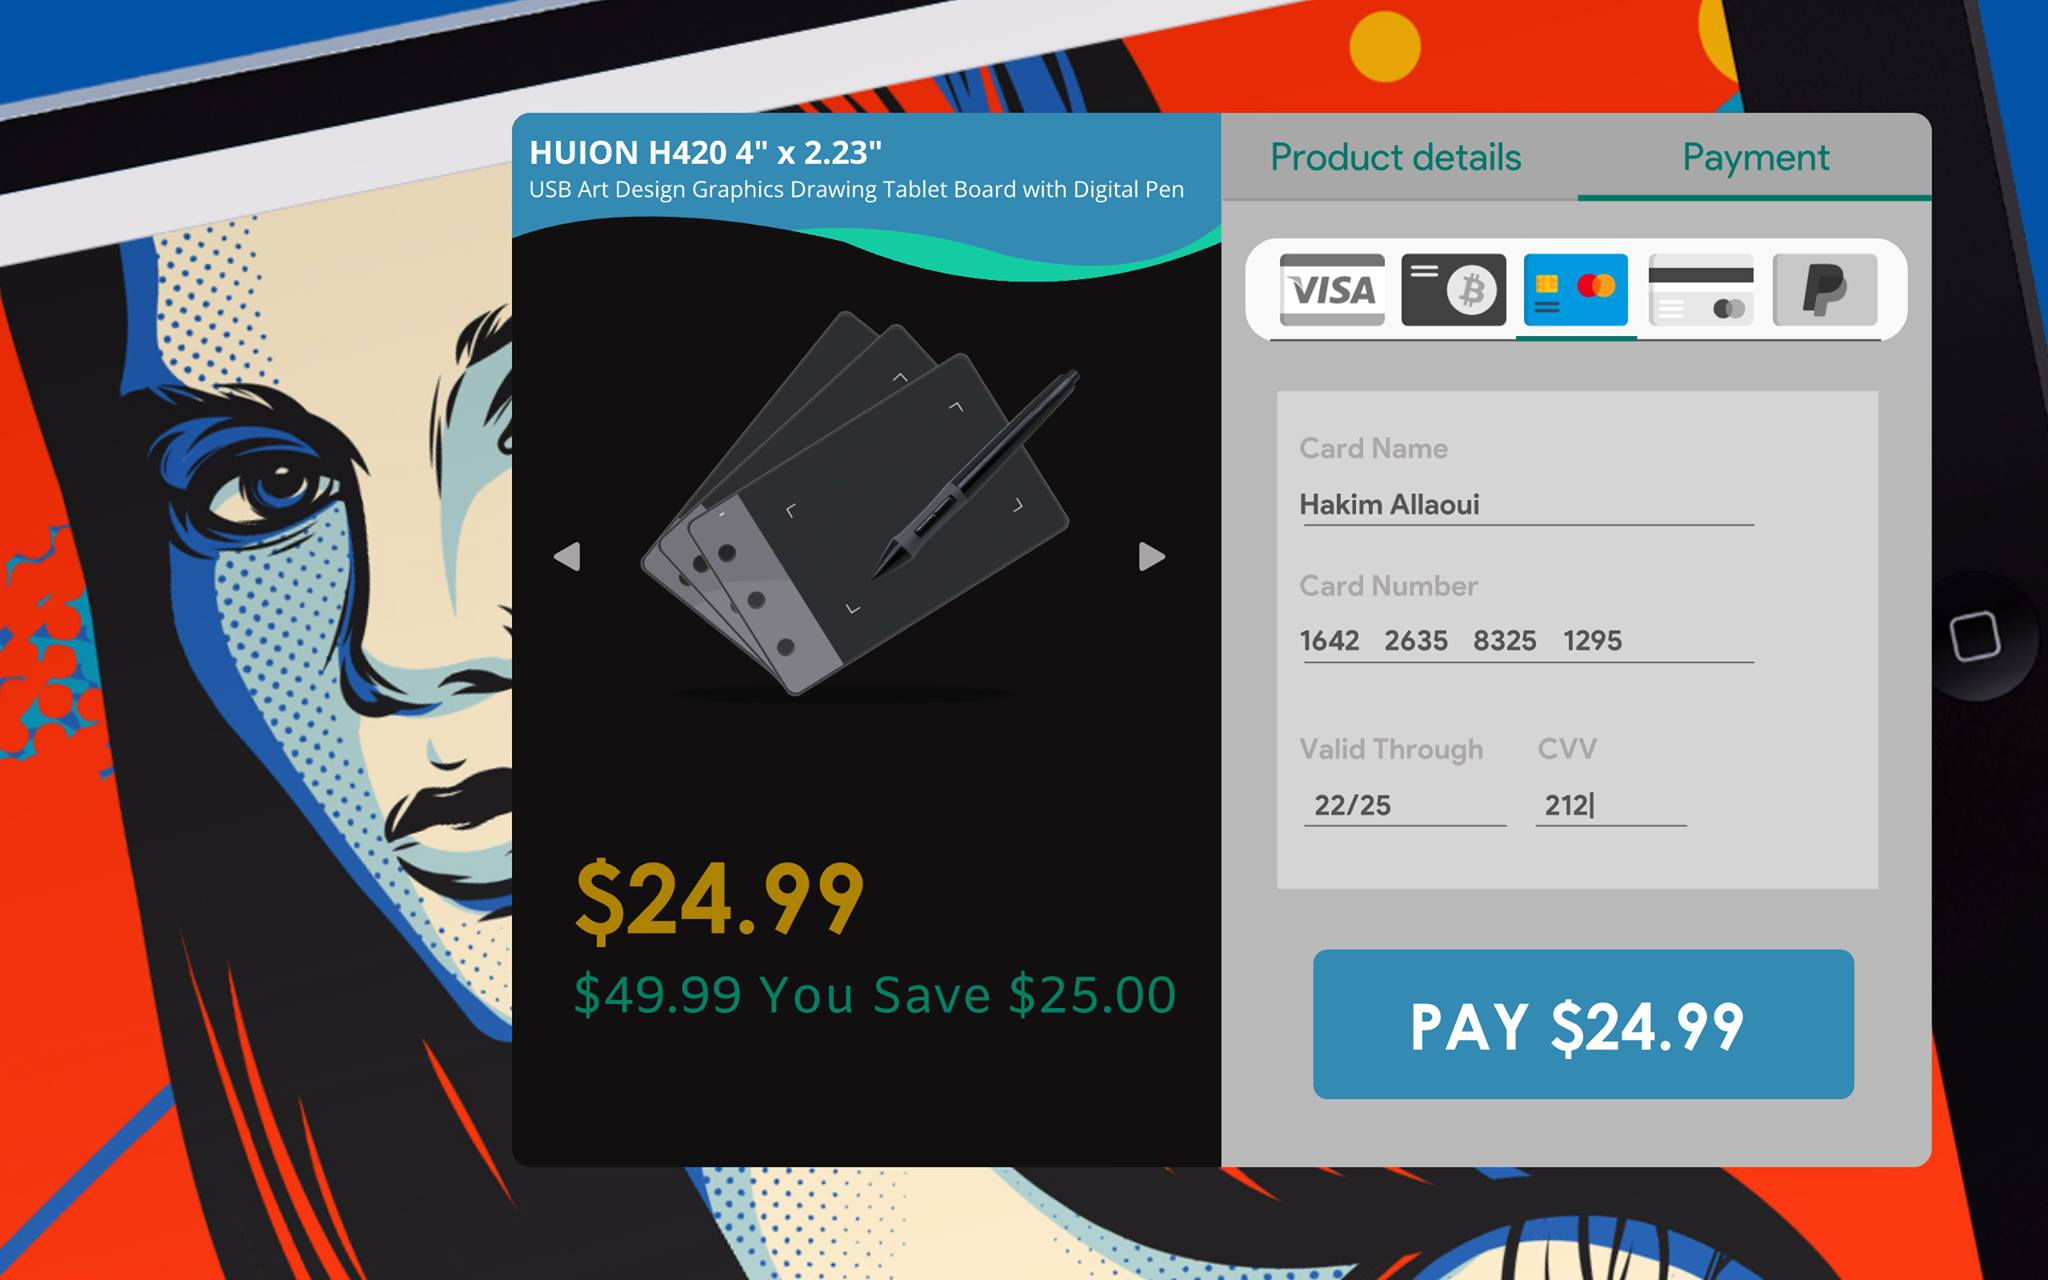 HUION H420 4" x 2.23"
USB Art Design Graphics Drawing Tablet Board with Digital Pen
$24.99
$49.99 You Save $25.00
Product details
Payment
VISA
Card Name
Hakim Allaoui
Card Number
1642 2635 8325 1295
Valid Through
CVV
22/25
212
PAY $24.99